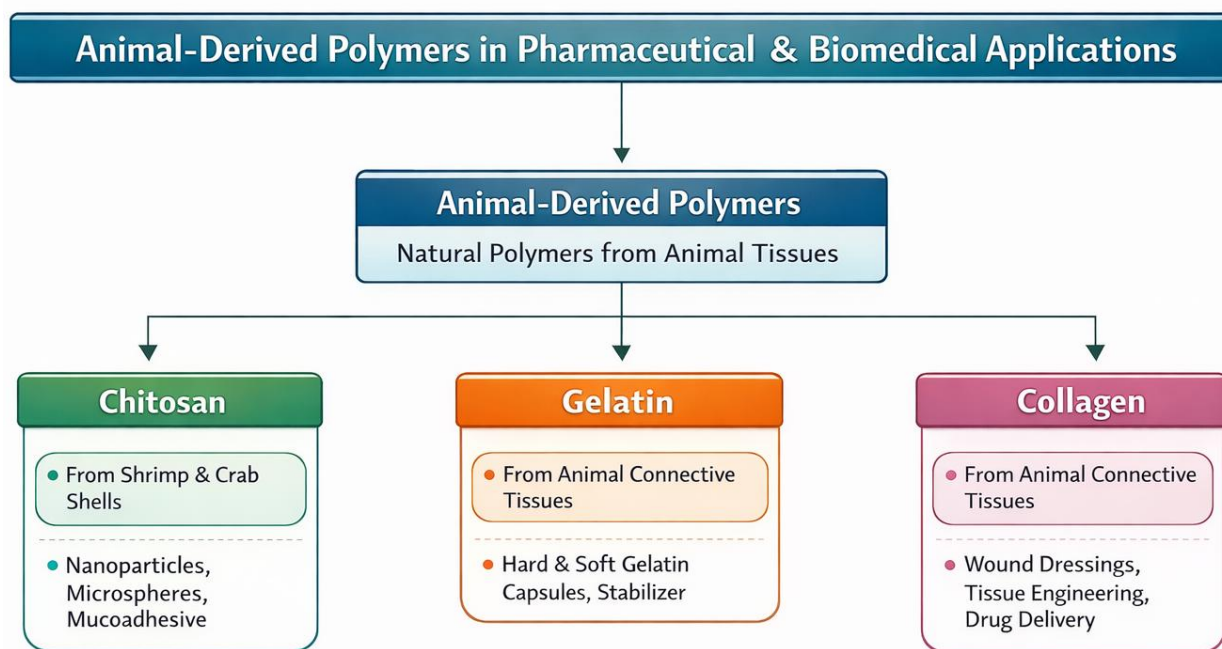 Animal-Derived Polymers in Pharmaceutical & Biomedical Applications
Animal-Derived Polymers
Natural Polymers from Animal Tissues
Chitosan
From Shrimp & Crab
Shells
Nanoparticles,
Microspheres,
Mucoadhesive
Gelatin
From Animal Connective
Tissues
Hard & Soft Gelatin
Capsules, Stabilizer
Collagen
From Animal Connective
Tissues
Wound Dressings,
Tissue Engineering,
Drug Delivery